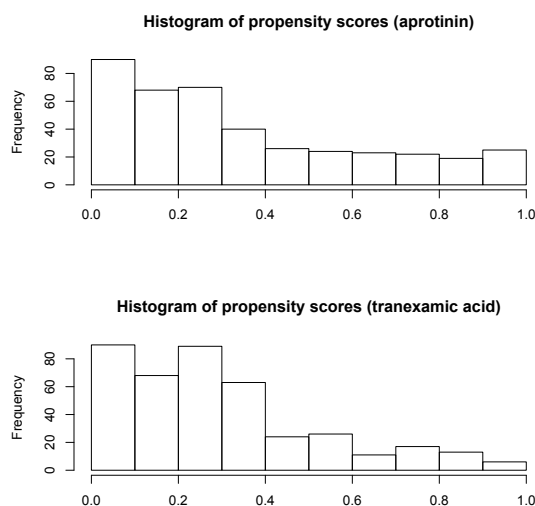 Histogram of propensity scores (aprotinin)
Frequency
80
60
40
20
0
0.0 0.2 0.4 0.6 0.8 1.0
Histogram of propensity scores (tranexamic acid)
Frequency
80
60
40
20
0
0.0 0.2 0.4 0.6 0.8 1.0